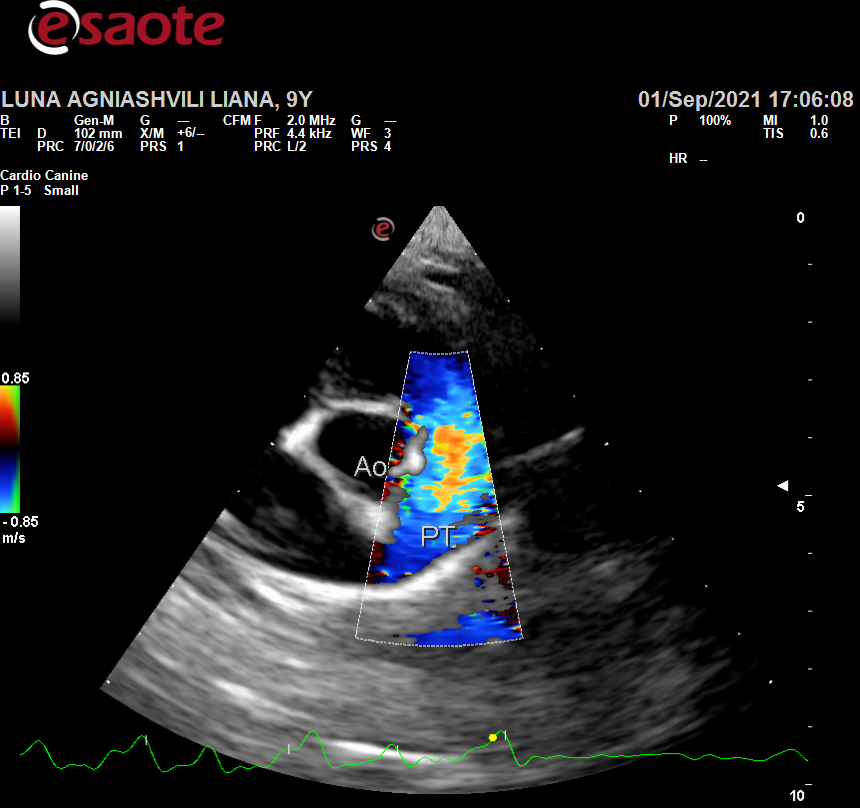 esaote
LUNA AGNIASHVILI LIANA, 9Y 01/Sep/2021 17:06:08
B Gen-M G --- CFM F 2.0 MHz G --- P 100% MI 1.0
TEI D 102 mm X/M +6/-- PRF 4.4 kHz WF 3 TIS 0.6
PRC 7/0/2/6 PRS 1 PRC L/2 PRS 4
HR --
Cardio Canine
P 1-5 Small
e
0
0.85
Ao
5
- 0.85
PT
m/s
10